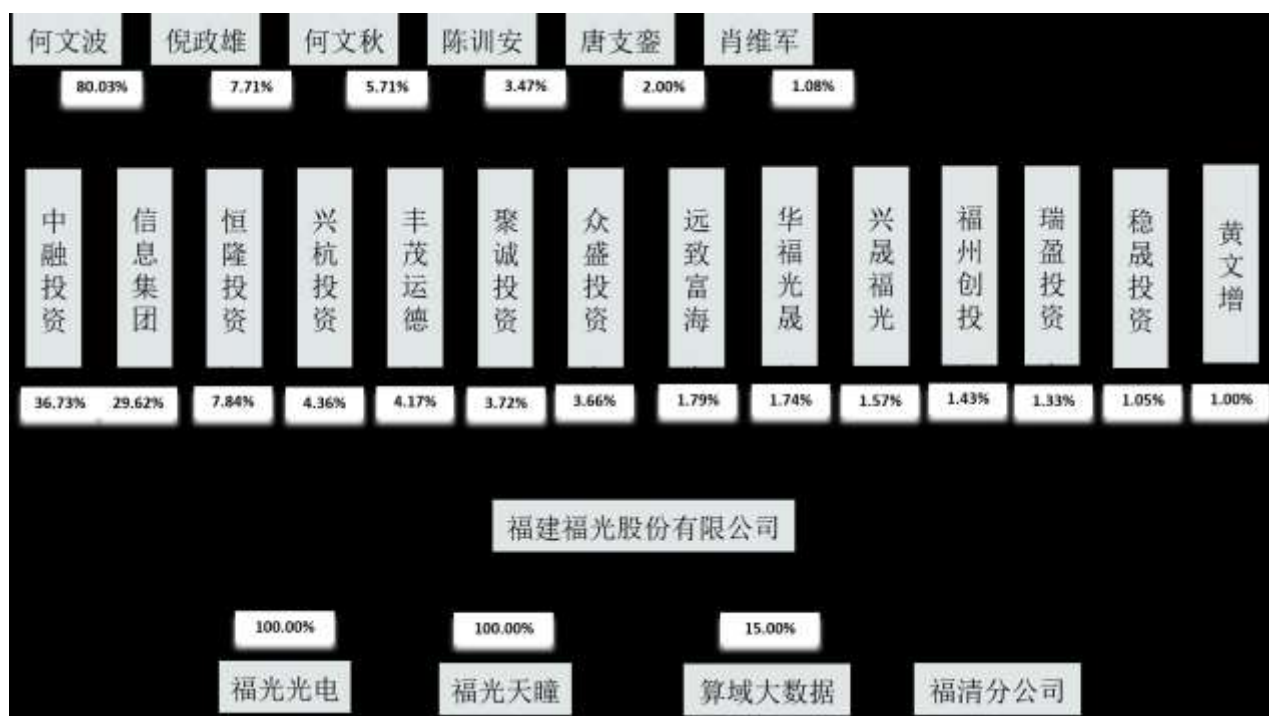 何文波 倪政雄 何文秋 陈训安 唐支銮 肖维军
80.03% 7.71% 5.71% 3.47% 2.00% 1.08%
中融投资 信息集团 恒隆投资 兴杭投资 丰茂运德 聚诚投资 众盛投资 远致富海 华福光晟 兴晟福光 福州创投 瑞盈投资 稳晟投资 黄文增
36.73% 29.62% 7.84% 4.36% 4.17% 3.72% 3.66% 1.79% 1.74% 1.57% 1.43% 1.33% 1.05% 1.00%
福建福光股份有限公司
100.00% 100.00% 15.00%
福光光电 福光天瞳 算域大数据 福清分公司